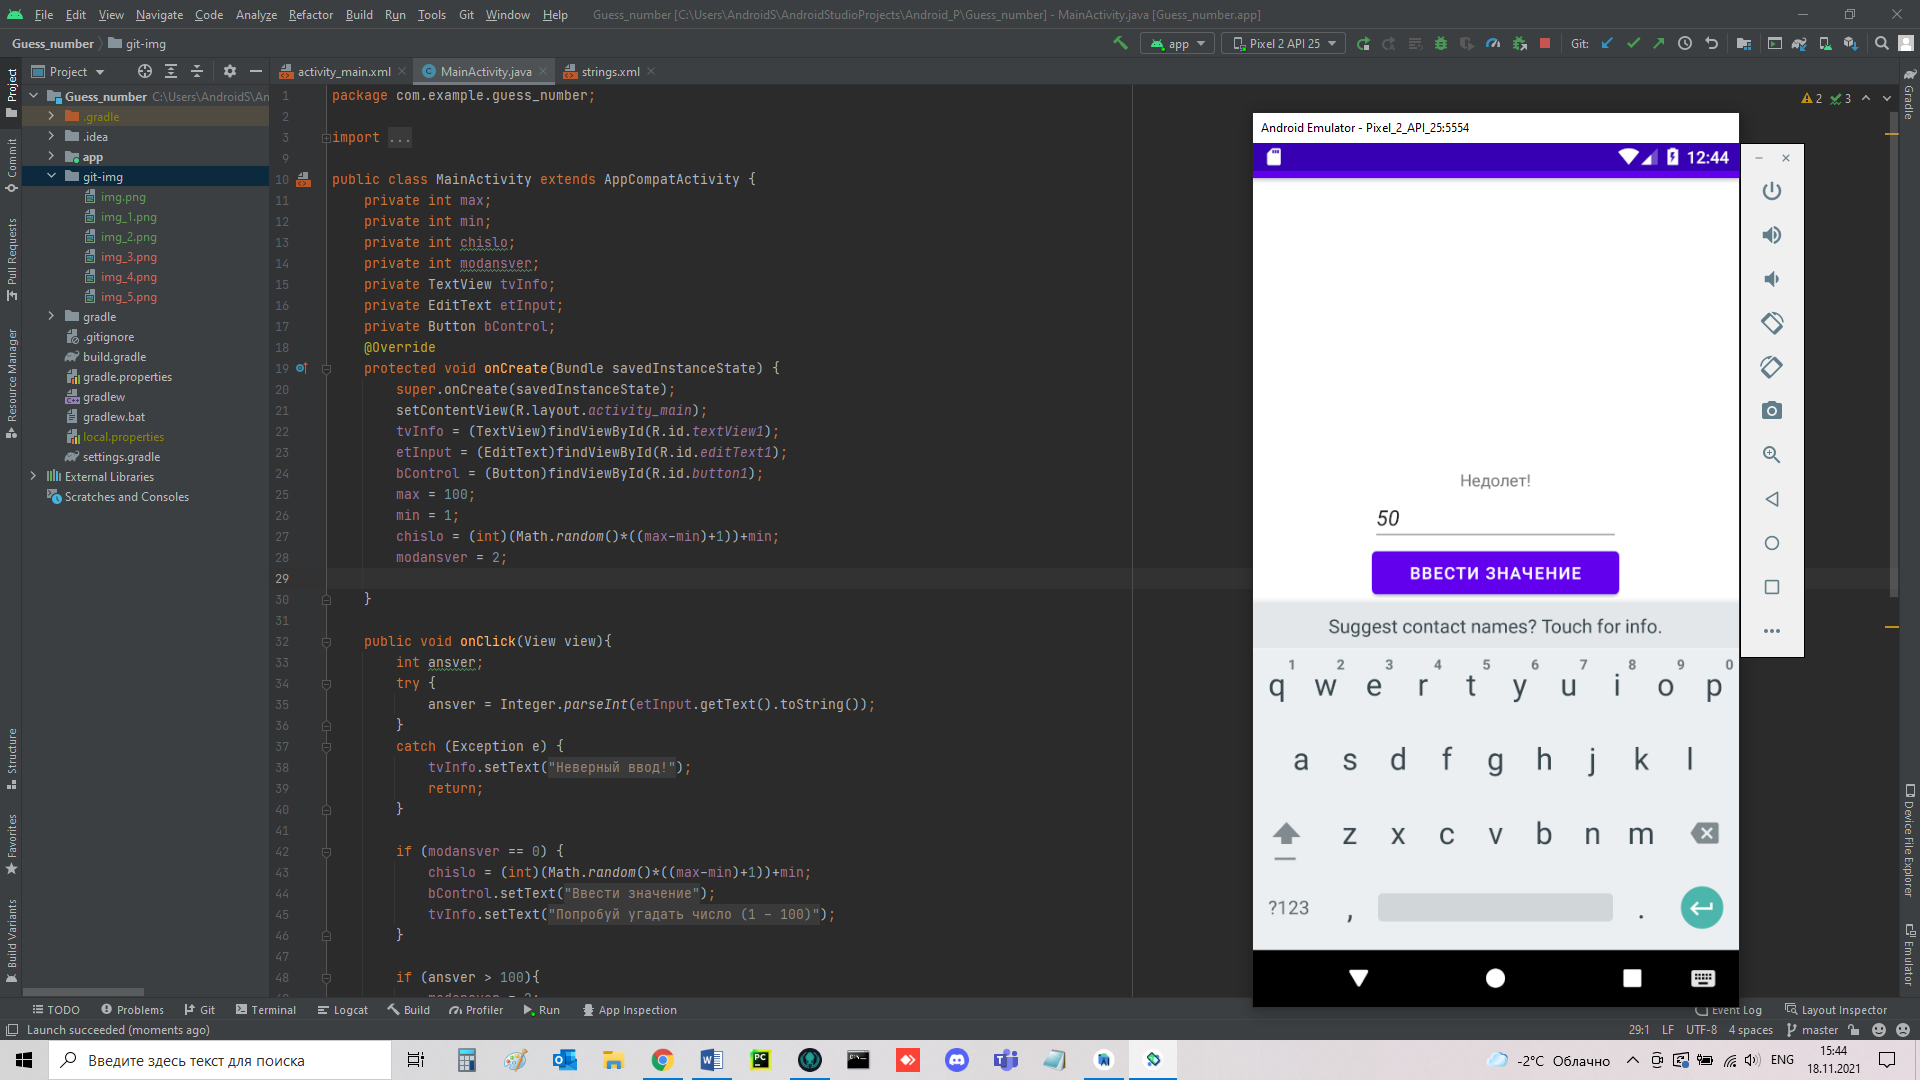 File Edit View Navigate Code Analyze Refactor Build Run Tools Git Window Help Guess_number [C:\Users\AndroidS\AndroidStudioProjects\Android_P\Guess_number] - MainActivity.java [Guess_number.app]
Guess_number git-img
app Pixel 2 API 25 Git:
Project
activity_main.xml MainActivity.java strings.xml
Guess_number C:\Users\AndroidS\An
.gradle
.idea
app
git-img
img.png
img_1.png
img_2.png
img_3.png
img_4.png
img_5.png
gradle
.gitignore
build.gradle
gradle.properties
gradlew
gradlew.bat
local.properties
settings.gradle
External Libraries
Scratches and Consoles
Project
Commit
Pull Requests
Resource Manager
Structure
Favorites
Build Variants
1 package com.example.guess_number;
2
3 import ...
9
10 public class MainActivity extends AppCompatActivity {
11 private int max;
12 private int min;
13 private int chislo;
14 private int modansver;
15 private TextView tvInfo;
16 private EditText etInput;
17 private Button bControl;
18 @Override
19 protected void onCreate(Bundle savedInstanceState) {
20 super.onCreate(savedInstanceState);
21 setContentView(R.layout.activity_main);
22 tvInfo = (TextView)findViewById(R.id.textView1);
23 etInput = (EditText)findViewById(R.id.editText1);
24 bControl = (Button)findViewById(R.id.button1);
25 max = 100;
26 min = 1;
27 chislo = (int)(Math.random()*((max-min)+1))+min;
28 modansver = 2;
29
30 }
31
32 public void onClick(View view){
33 int ansver;
34 try {
35 ansver = Integer.parseInt(etInput.getText().toString());
36 }
37 catch (Exception e) {
38 tvInfo.setText("Неверный ввод!");
39 return;
40 }
41
42 if (modansver == 0) {
43 chislo = (int)(Math.random()*((max-min)+1))+min;
44 bControl.setText("Ввести значение");
45 tvInfo.setText("Попробуй угадать число (1 - 100)");
46 }
47
48 if (ansver > 100){
2 3
Android Emulator - Pixel_2_API_25:5554
12:44
Недолет!
50
ВВЕСТИ ЗНАЧЕНИЕ
Suggest contact names? Touch for info.
1 2 3 4 5 6 7 8 9 0
q w e r t y u i o p
a s d f g h j k l
z x c v b n m
?123 , .
Gradle
Device File Explorer
Emulator
TODO Problems Git Terminal Logcat Build Profiler Run App Inspection Event Log Layout Inspector
Launch succeeded (moments ago) 29:1 LF UTF-8 4 spaces master
Введите здесь текст для поиска
-2°C Облачно ENG
15:44
18.11.2021